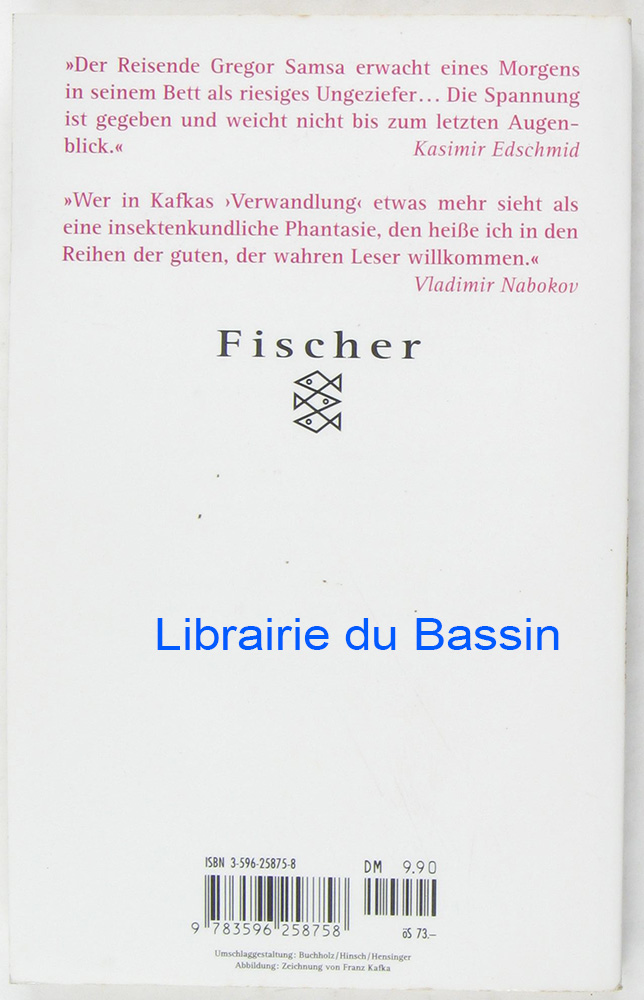 »Der Reisende Gregor Samsa erwacht eines Morgens
in seinem Bett als riesiges Ungeziefer… Die Spannung
ist gegeben und weicht nicht bis zum letzten Augen-
blick.« Kasimir Edschmid
»Wer in Kafkas ›Verwandlung‹ etwas mehr sieht als
eine insektenkundliche Phantasie, den heiße ich in den
Reihen der guten, der wahren Leser willkommen.«
Vladimir Nabokov
Fischer
Librairie du Bassin
ISBN 3-596-25875-8 DM 9.90
9 783596 258758 öS 73.–
Umschlaggestaltung: Buchholz/Hinsch/Hensinger
Abbildung: Zeichnung von Franz Kafka